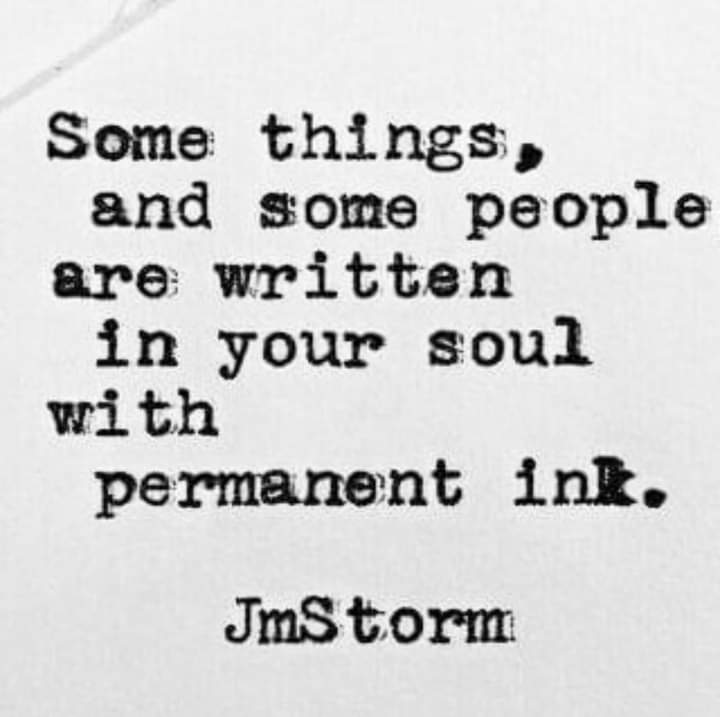 Some things,
and some people
are written
in your soul
with
permanent ink.
JmStorm